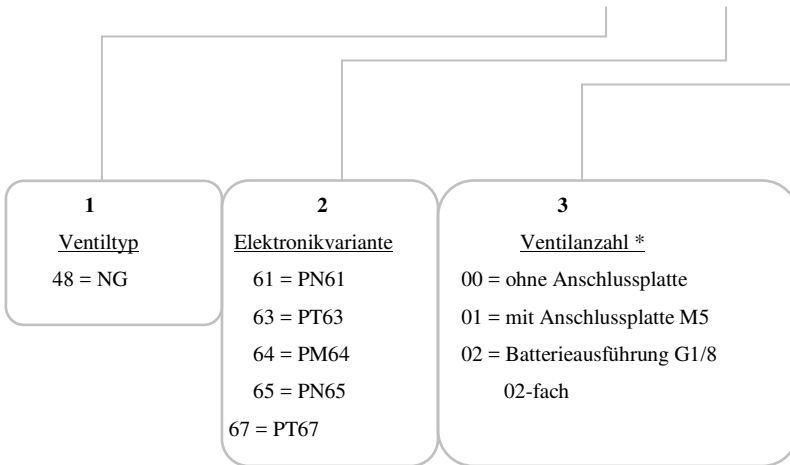 1
Ventiltyp
48 = NG
2
Elektronikvariante
61 = PN61
63 = PT63
64 = PM64
65 = PN65
67 = PT67
3
Ventilanzahl *
00 = ohne Anschlussplatte
01 = mit Anschlussplatte M5
02 = Batterieausführung G1/8
02-fach